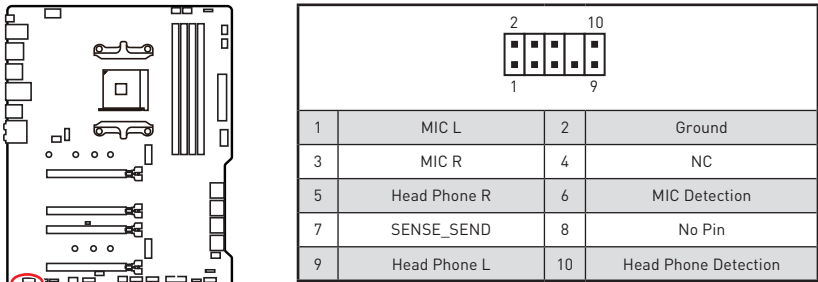 2 10
1 9
1 MIC L 2 Ground
3 MIC R 4 NC
5 Head Phone R 6 MIC Detection
7 SENSE_SEND 8 No Pin
9 Head Phone L 10 Head Phone Detection